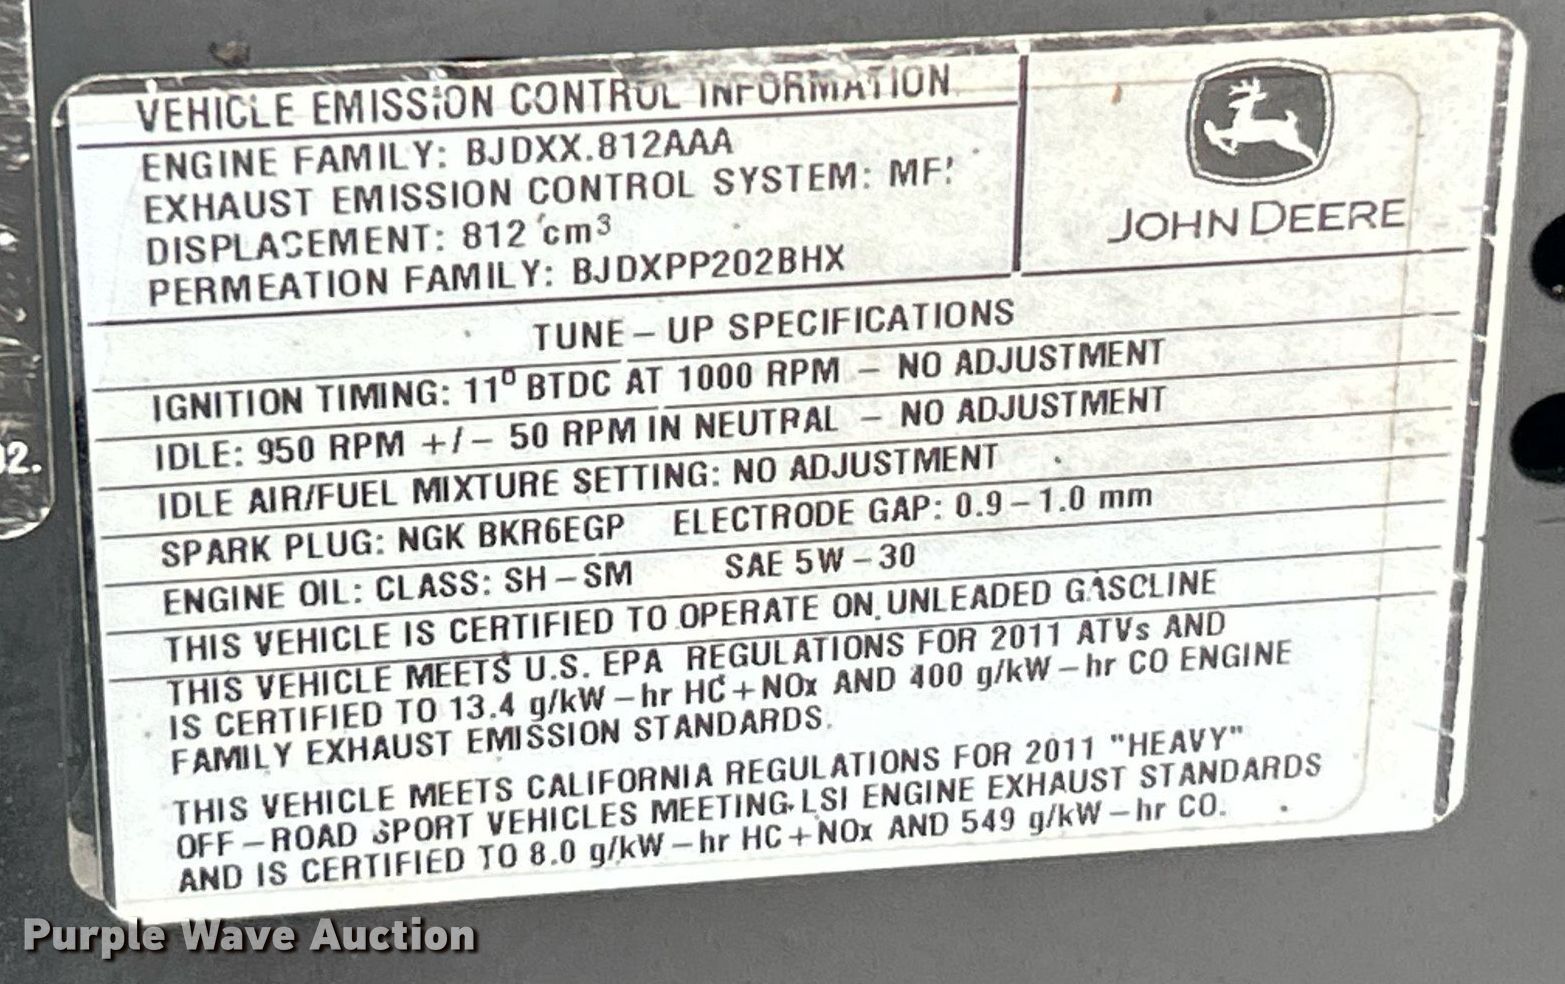 VEHICLE EMISSION CONTROL INFORMATION
ENGINE FAMILY: BJDXX.812AAA
EXHAUST EMISSION CONTROL SYSTEM:
DISPLACEMENT: 812 cm³
PERMEATION FAMILY: BJDXPP202BHX
JOHN DEERE
TUNE-UP SPECIFICATIONS
IGNITION TIMING: 11° BTDC AT 1000 RPM - NO ADJUSTMENT
IDLE: 950 RPM +/- 50 RPM IN NEUTRAL - NO ADJUSTMENT
IDLE AIR/FUEL MIXTURE SETTING: NO ADJUSTMENT
SPARK PLUG: NGK BKR6EGP ELECTRODE GAP: 0.9-1.0 mm
ENGINE OIL: CLASS: SH-SM SAE 5W-30
THIS VEHICLE IS CERTIFIED TO OPERATE ON UNLEADED GASOLINE
THIS VEHICLE MEETS U.S. EPA REGULATIONS FOR 2011 ATVs AND
IS CERTIFIED TO 13.4 g/kW-hr HC+NOx AND 400 g/kW-hr CO ENGINE
FAMILY EXHAUST EMISSION STANDARDS.
THIS VEHICLE MEETS CALIFORNIA REGULATIONS FOR 2011 "HEAVY"
OFF-ROAD SPORT VEHICLES MEETING LSI ENGINE EXHAUST STANDARDS
AND IS CERTIFIED TO 8.0 g/kW-hr HC+NOx AND 549 g/kW-hr CO.
Purple Wave Auction